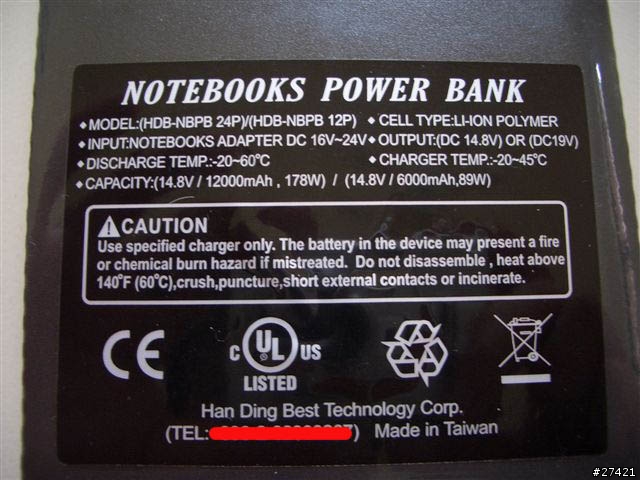 NOTEBOOKS POWER BANK
◆MODEL:(HDB-NBPB 24P)/(HDB-NBPB 12P) ◆ CELL TYPE:LI-ION POLYMER
◆INPUT:NOTEBOOKS ADAPTER DC 16V~24V ◆OUTPUT:(DC 14.8V) OR (DC19V)
◆DISCHARGE TEMP.:-20~60℃ ◆ CHARGER TEMP.:-20~45℃
◆CAPACITY:(14.8V / 12000mAh , 178W) / (14.8V / 6000mAh,89W)
CAUTION
Use specified charger only. The battery in the device may present a fire
or chemical burn hazard if mistreated. Do not disassemble , heat above
140℉ (60℃),crush,puncture,short external contacts or incinerate.
CE
C UL US
LISTED
Han Ding Best Technology Corp.
(TEL: ) Made in Taiwan
#27421